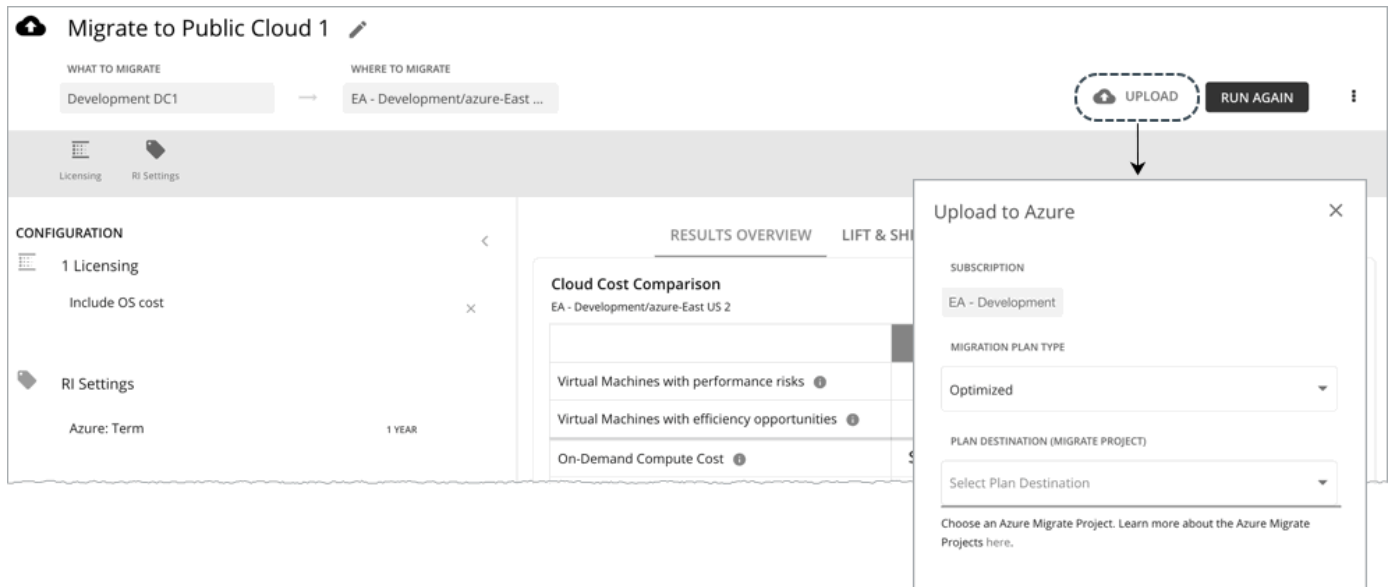 Migrate to Public Cloud 1
WHAT TO MIGRATE
WHERE TO MIGRATE
Development DC1
EA - Development/azure-East ...
UPLOAD
RUN AGAIN
Licensing
RI Settings
CONFIGURATION
1 Licensing
Include OS cost
RI Settings
Azure: Term
1 YEAR
RESULTS OVERVIEW
LIFT & SHI
Cloud Cost Comparison
EA - Development/azure-East US 2
Virtual Machines with performance risks
Virtual Machines with efficiency opportunities
On-Demand Compute Cost
Upload to Azure
SUBSCRIPTION
EA - Development
MIGRATION PLAN TYPE
Optimized
PLAN DESTINATION (MIGRATE PROJECT)
Select Plan Destination
Choose an Azure Migrate Project. Learn more about the Azure Migrate
Projects here.